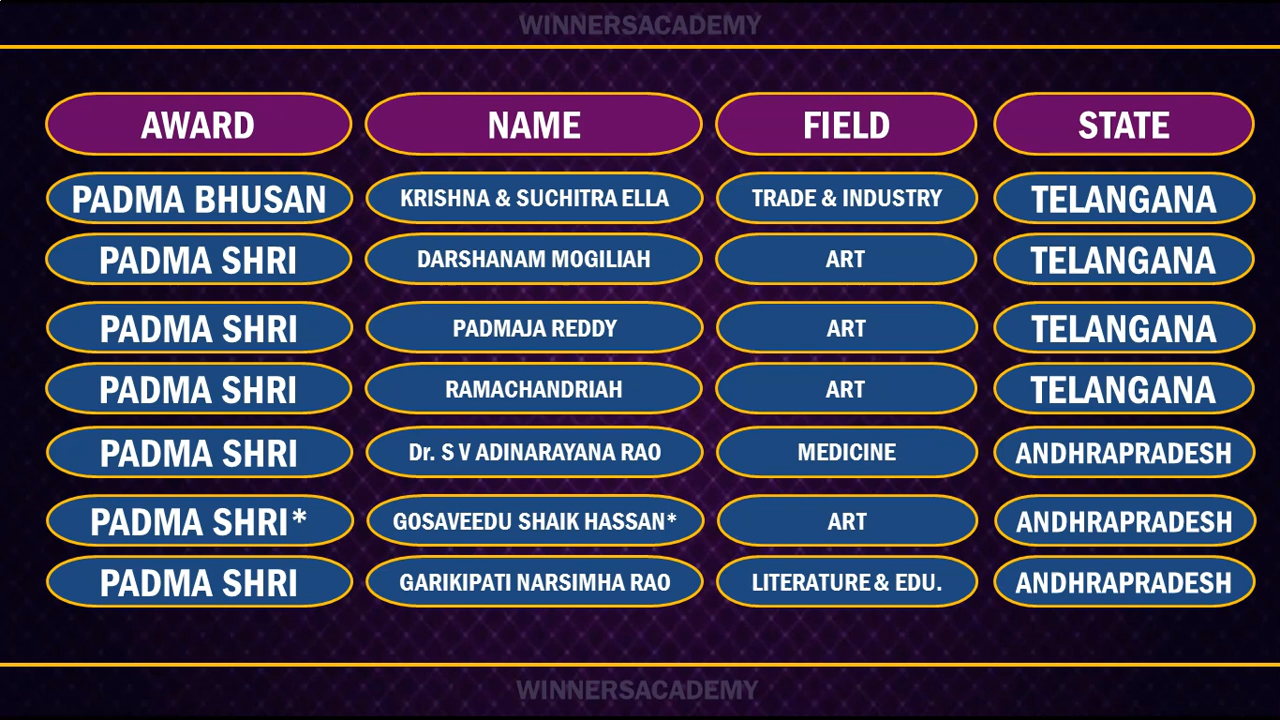 WINNERSACADEMY
AWARD NAME FIELD STATE
PADMA BHUSAN KRISHNA & SUCHITRA ELLA TRADE & INDUSTRY TELANGANA
PADMA SHRI DARSHANAM MOGILIAH ART TELANGANA
PADMA SHRI PADMAJA REDDY ART TELANGANA
PADMA SHRI RAMACHANDRIAH ART TELANGANA
PADMA SHRI Dr. S V ADINARAYANA RAO MEDICINE ANDHRAPRADESH
PADMA SHRI* GOSAVEEDU SHAIK HASSAN* ART ANDHRAPRADESH
PADMA SHRI GARIKIPATI NARSIMHA RAO LITERATURE & EDU. ANDHRAPRADESH
WINNERSACADEMY